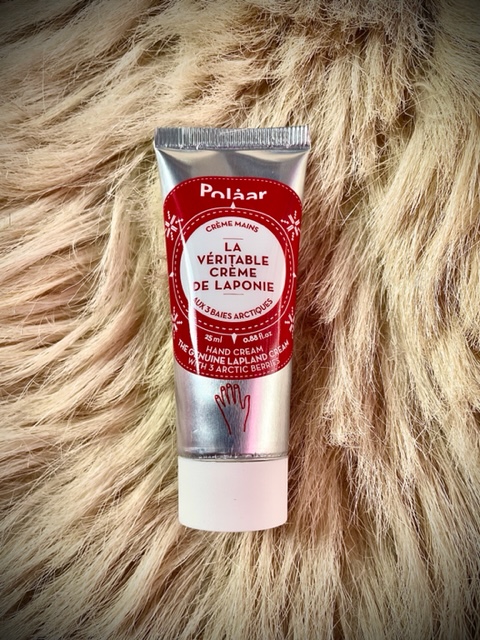 Polåar
CRÈME MAINS
LA
VÉRITABLE
CRÈME
DE LAPONIE
AUX 3 BAIES ARCTIQUES
25 ml 0.88 fl.oz
HAND CREAM
THE GENUINE LAPLAND CREAM
WITH 3 ARCTIC BERRIES